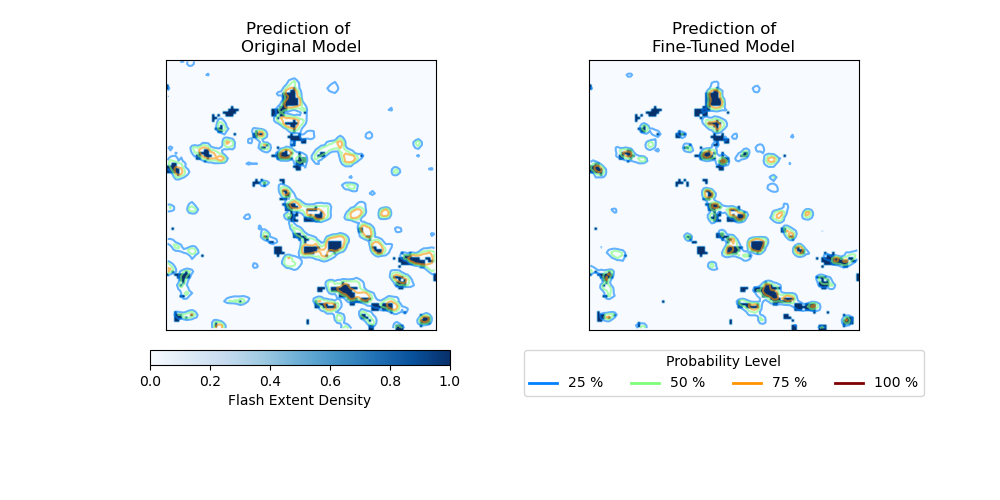 Prediction of
Original Model
Prediction of
Fine-Tuned Model
0.0 0.2 0.4 0.6 0.8 1.0
Flash Extent Density
Probability Level
25 % 50 % 75 % 100 %